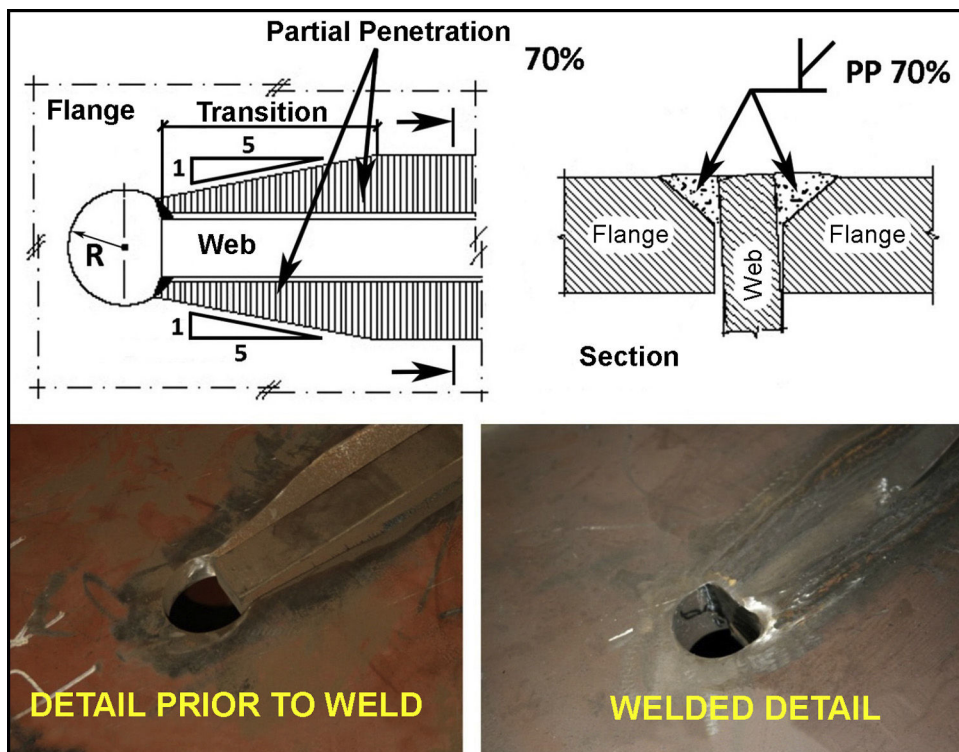 Partial Penetration
70%
PP 70%
Flange
Transition
5
1
R
Web
1
5
Flange
Web
Flange
Section
DETAIL PRIOR TO WELD
WELDED DETAIL